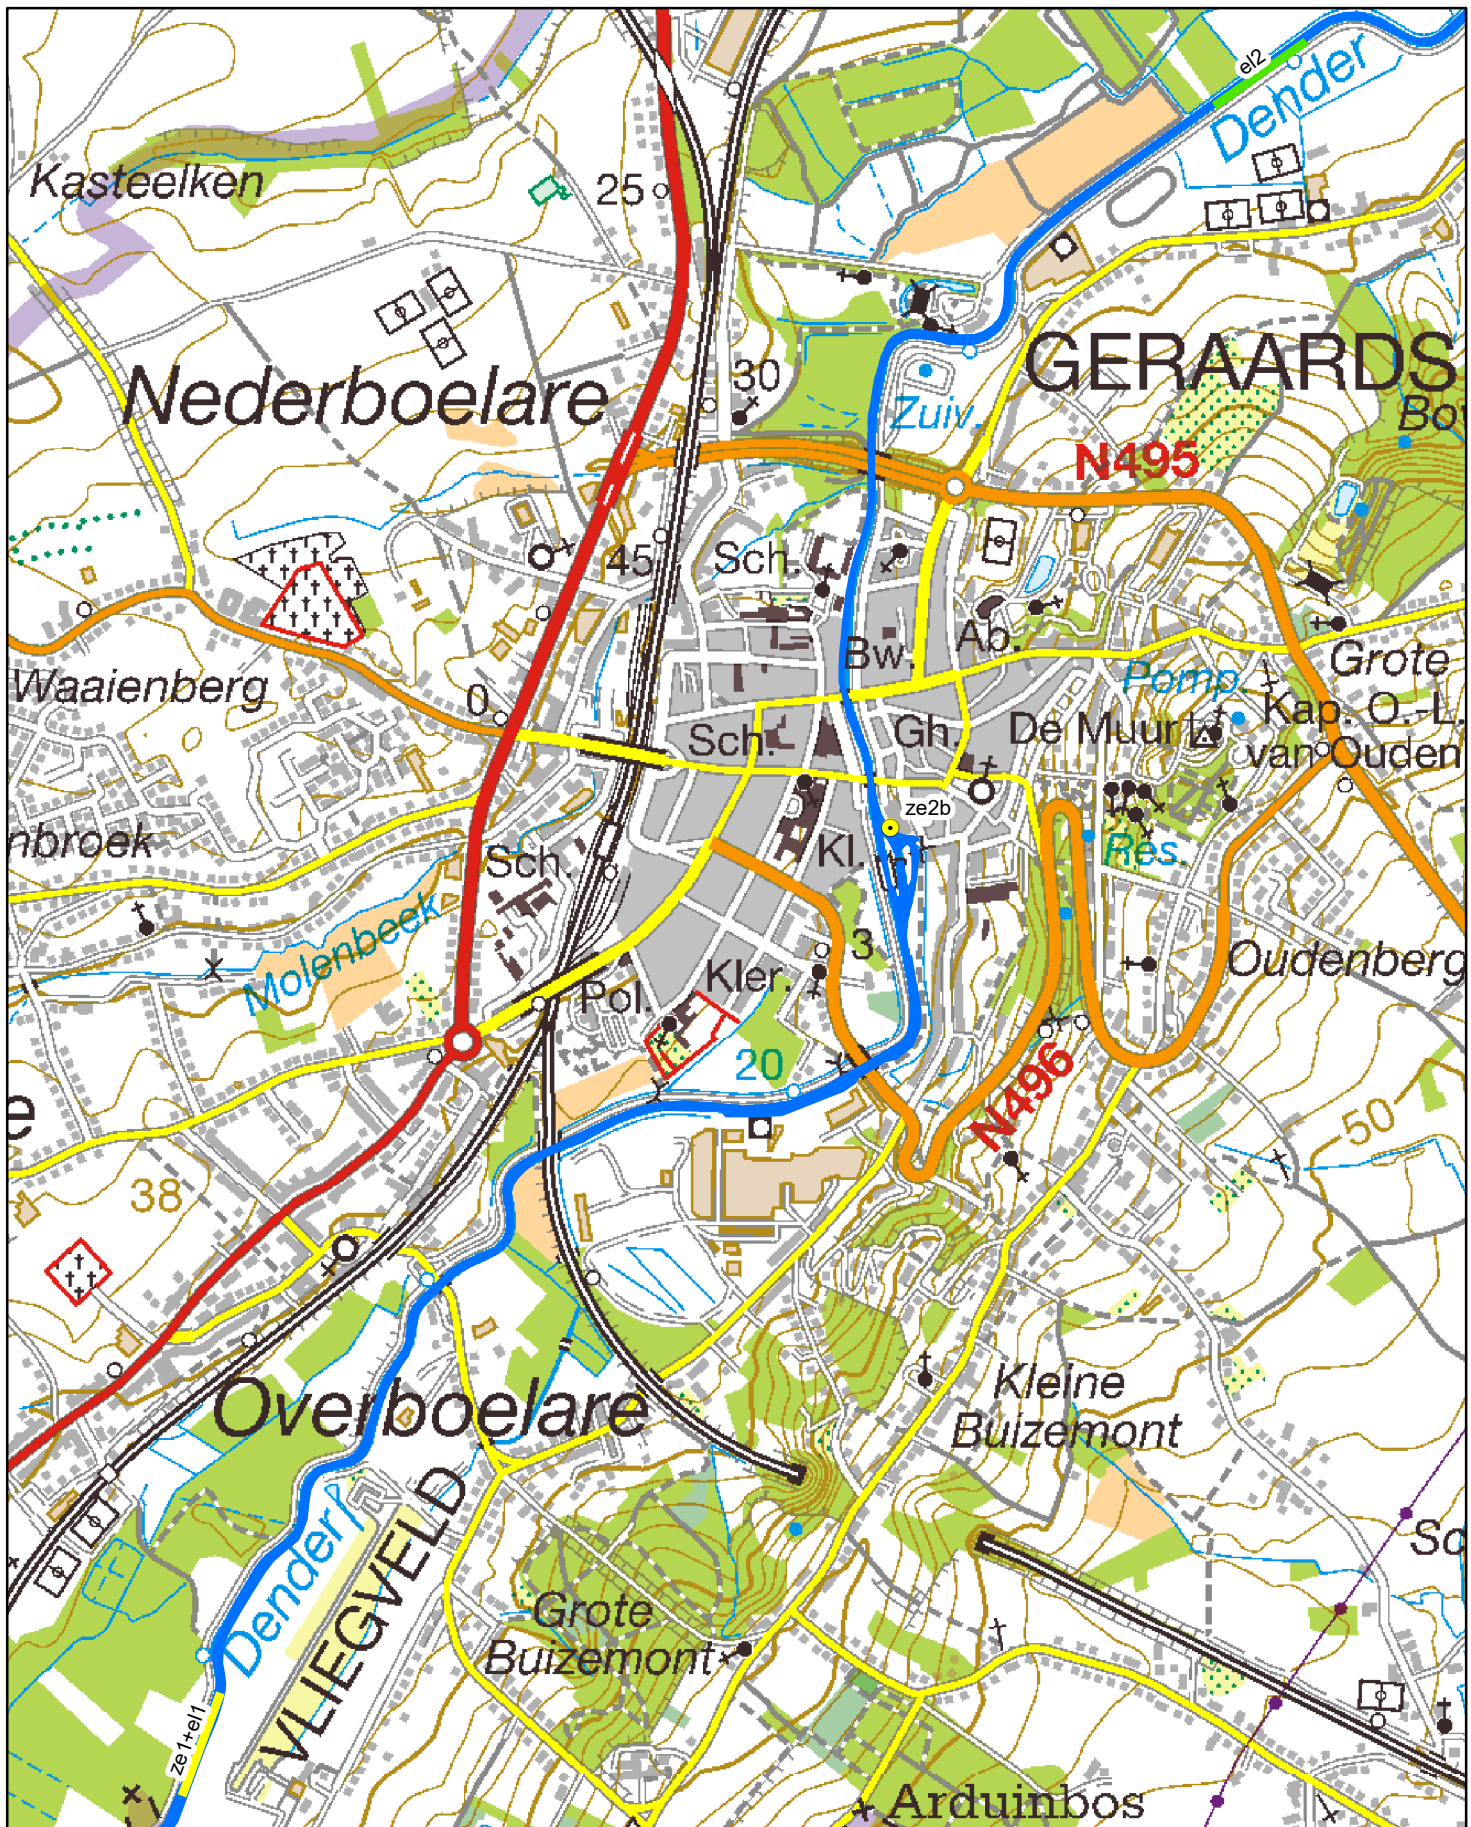 el2
Dender
Kasteelken
25
GERAARDS
Nederboelare
30
Bo
Zuiv.
N495
45
Sch.
Bw.
Ab.
Grote
Waaienberg
Pomp.
0
Kap. O.-L.
Sch.
Gh.
De Muur
van Ouden
ze2b
nbroek
Sch.
Kl.
Res.
Molenbeek
3
Oudenberg
Pol.
Kler.
20
N496
e
50
38
Kleine
Buizemont
Overboelare
Dender
VLIEGVELD
Sc
Grote
Buizemont
ze1+el1
Arduinbos